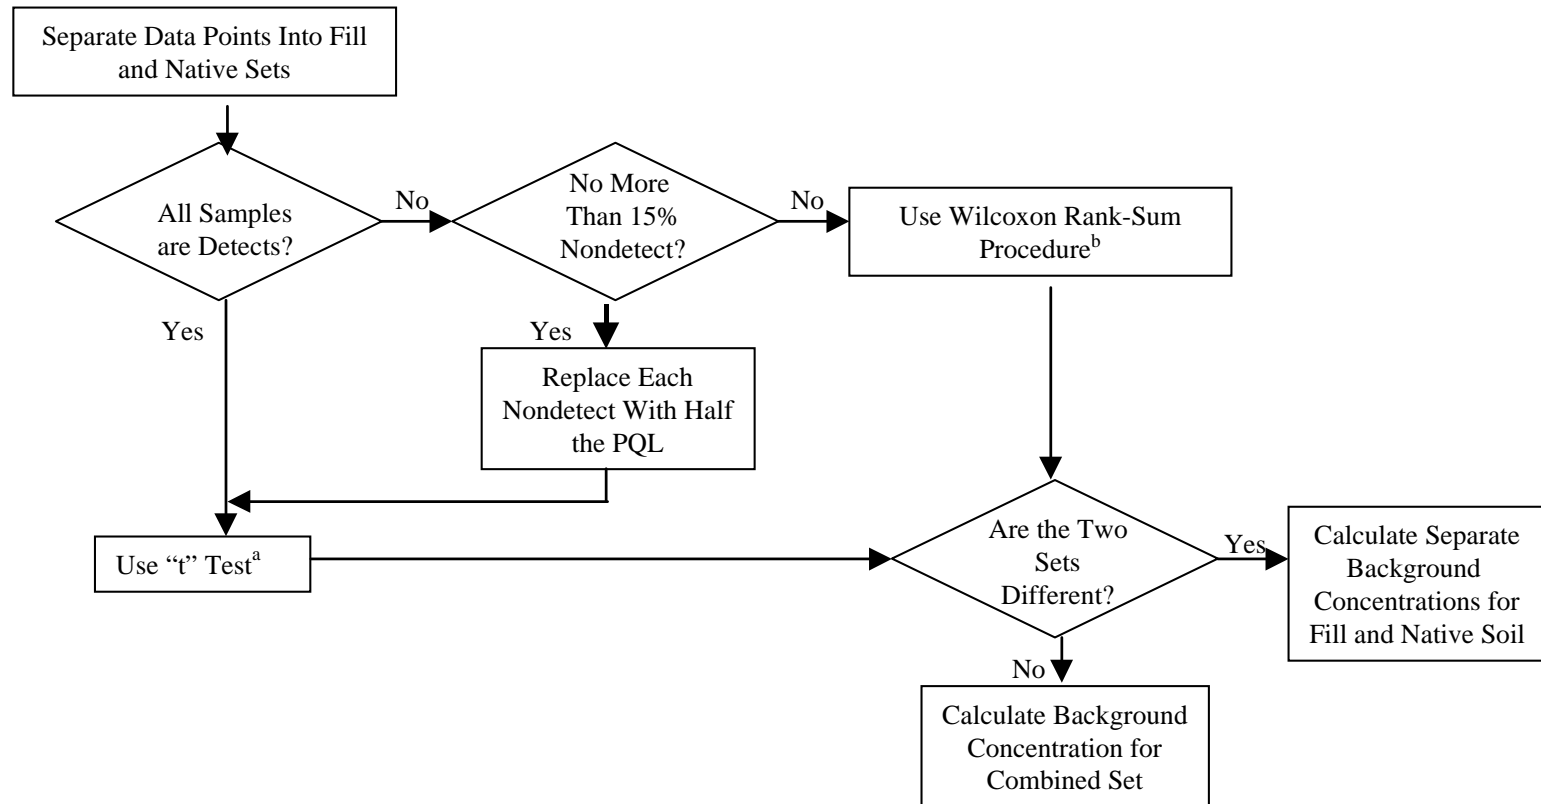 Separate Data Points Into Fill
and Native Sets
All Samples
are Detects?
No
No More
Than 15%
Nondetect?
No
Use Wilcoxon Rank-Sum
Procedureᵇ
Yes
Yes
Replace Each
Nondetect With Half
the PQL
Use “t” Testᵃ
Are the Two
Sets
Different?
Yes
Calculate Separate
Background
Concentrations for
Fill and Native Soil
No
Calculate Background
Concentration for
Combined Set